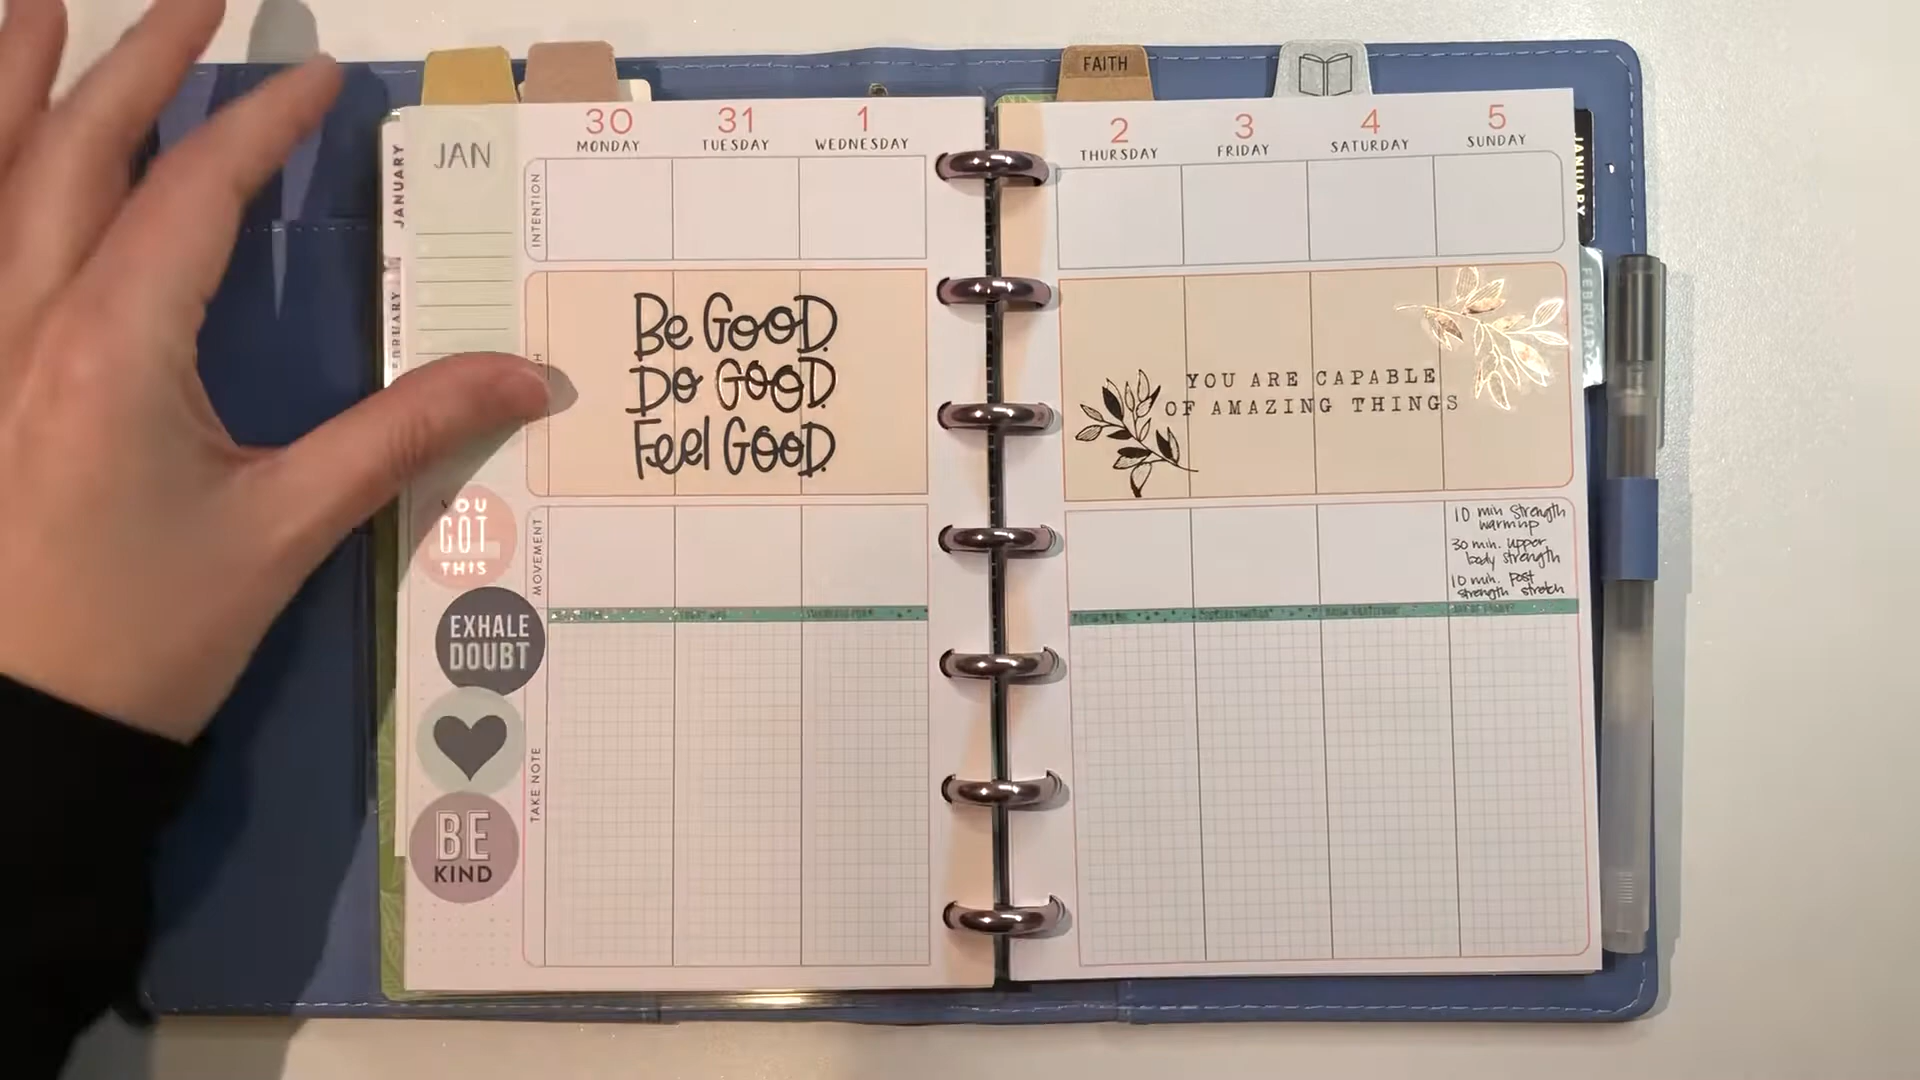 FAITH
JAN
JANUARY
30
MONDAY
31
TUESDAY
1
WEDNESDAY
2
THURSDAY
3
FRIDAY
4
SATURDAY
5
SUNDAY
JANUARY
FEBRUARY
INTENTION
Be GOOD.
DO GOOD.
Feel GOOD.
YOU ARE CAPABLE
OF AMAZING THINGS
YOU
GOT
THIS
EXHALE
DOUBT
BE
KIND
MOVEMENT
10 min strength
warmup
30 min. upper
body strength
10 min. post
strength stretch
TAKE NOTE